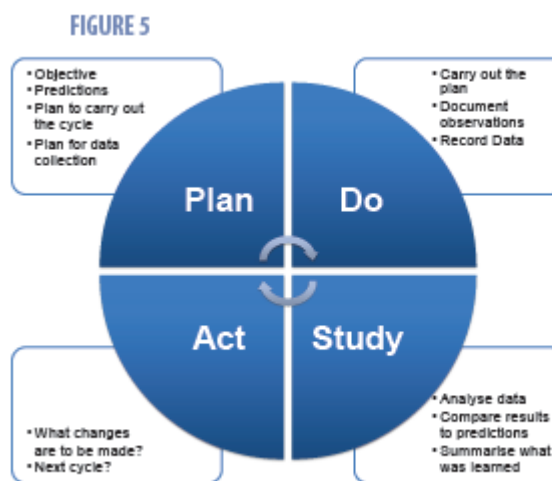 FIGURE 5
• Objective
• Predictions
• Plan to carry out
the cycle
• Plan for data
collection
• Carry out the
plan
• Document
observations
• Record Data
Plan
Do
Act
Study
• What changes
are to be made?
• Next cycle?
• Analyse data
• Compare results
to predictions
• Summarise what
was learned